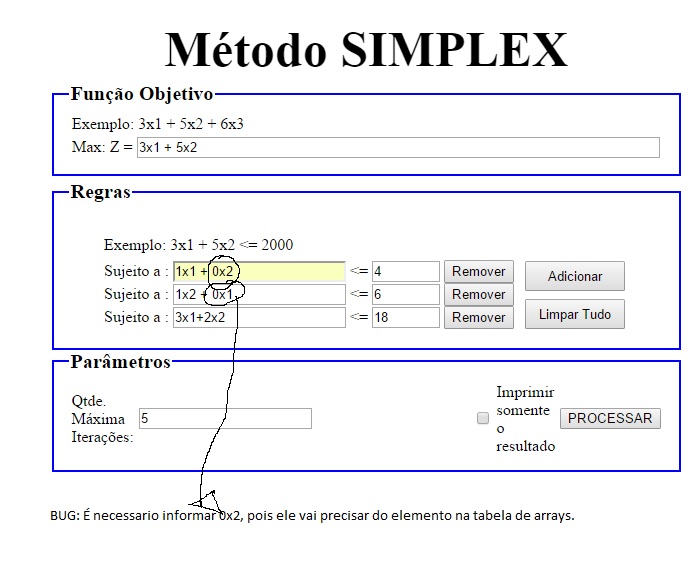 Método SIMPLEX
Função Objetivo
Exemplo: 3x1 + 5x2 + 6x3
Max: Z = 3x1 + 5x2
Regras
Exemplo: 3x1 + 5x2 <= 2000
Sujeito a : 1x1 + 0x2 <= 4 Remover
Adicionar
Sujeito a : 1x2 + 0x1 <= 6 Remover
Sujeito a : 3x1+2x2 <= 18 Remover
Limpar Tudo
Parâmetros
Qtde.
Máxima
Iterações:
5
Imprimir
somente
o
resultado
PROCESSAR
BUG: É necessario informar 0x2, pois ele vai precisar do elemento na tabela de arrays.